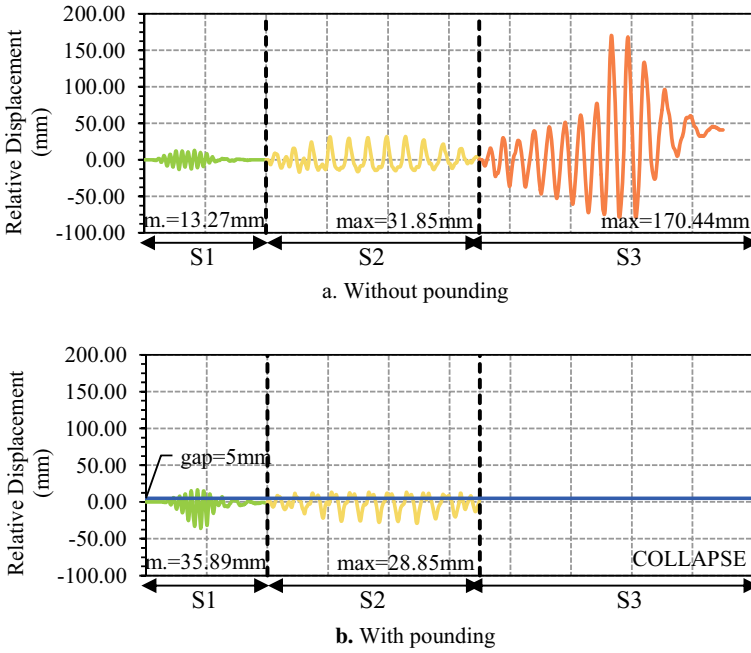 Relative Displacement
(mm)
200.00
150.00
100.00
50.00
0.00
-50.00
-100.00
m.=13.27mm
max=31.85mm
max=170.44mm
S1
S2
S3
a. Without pounding
Relative Displacement
(mm)
200.00
150.00
100.00
50.00
0.00
-50.00
-100.00
gap=5mm
m.=35.89mm
max=28.85mm
COLLAPSE
S1
S2
S3
b. With pounding